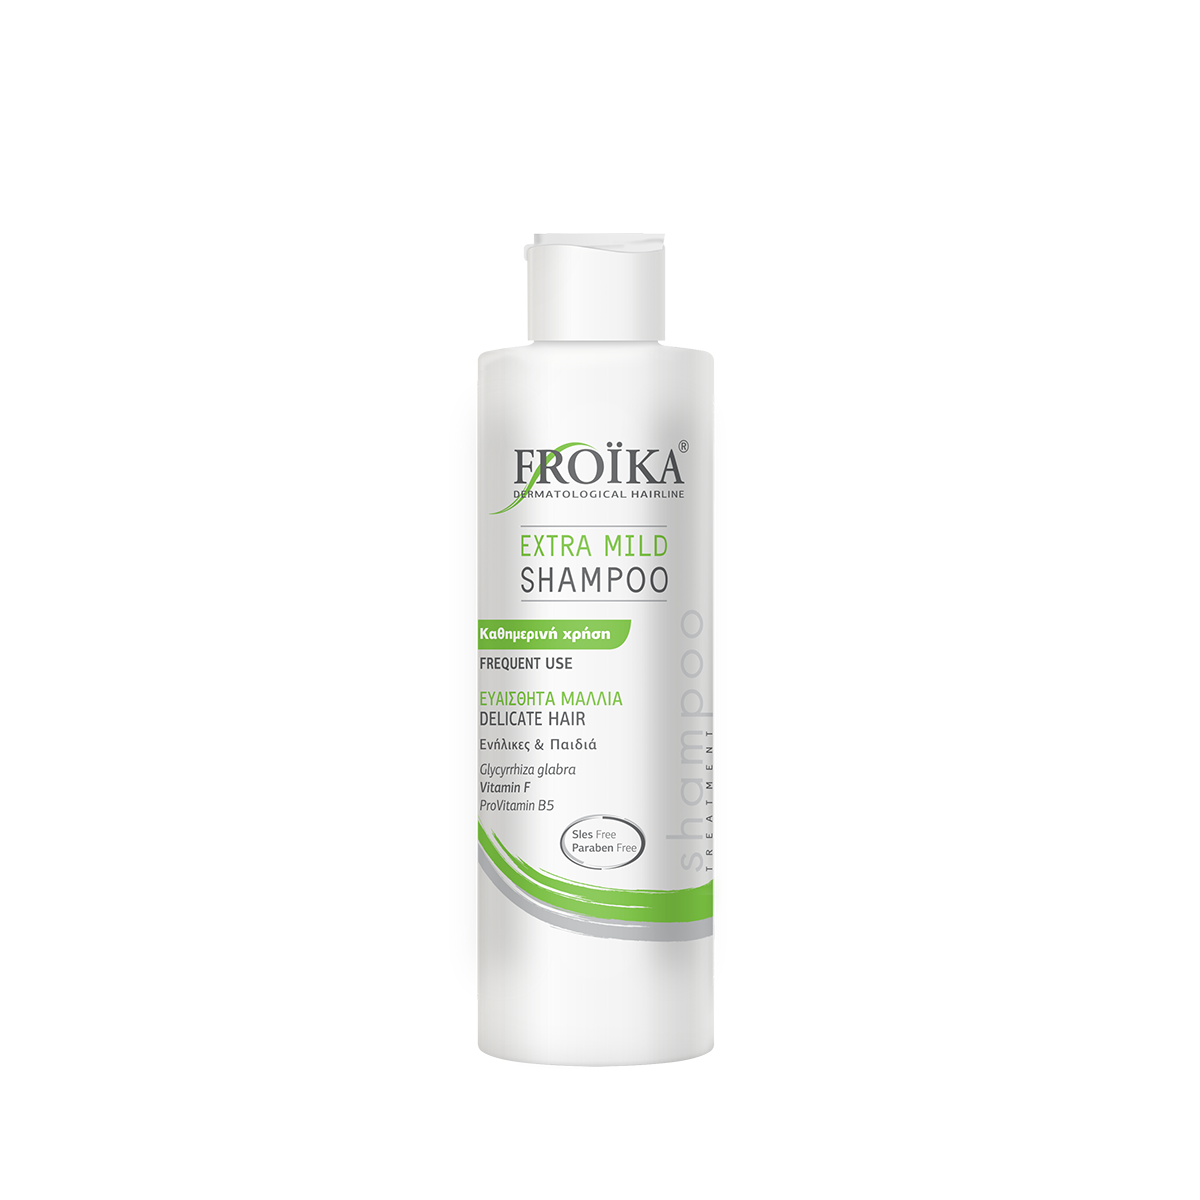 FROÏKA®
DERMATOLOGICAL HAIRLINE
EXTRA MILD
SHAMPOO
Καθημερινή χρήση
FREQUENT USE
ΕΥΑΙΣΘΗΤΑ ΜΑΛΛΙΑ
DELICATE HAIR
Ενήλικες & Παιδιά
Glycyrrhiza glabra
Vitamin F
ProVitamin B5
Sles Free
Paraben Free
shampoo
TREATMENT